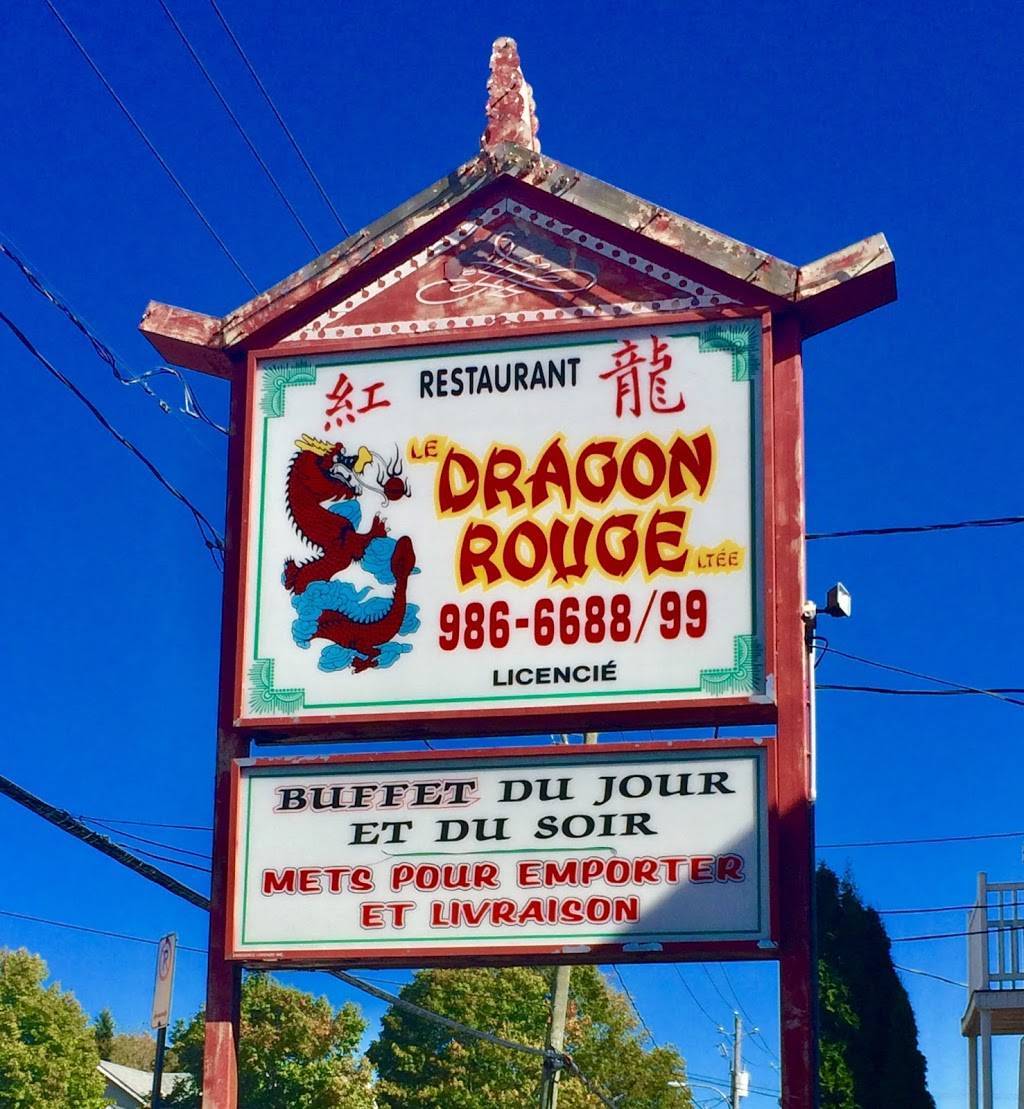 紅 RESTAURANT 龍
LE DRAGON
ROUGE LTÉE
986-6688/99
LICENCIÉ
BUFFET DU JOUR
ET DU SOIR
METS POUR EMPORTER
ET LIVRAISON